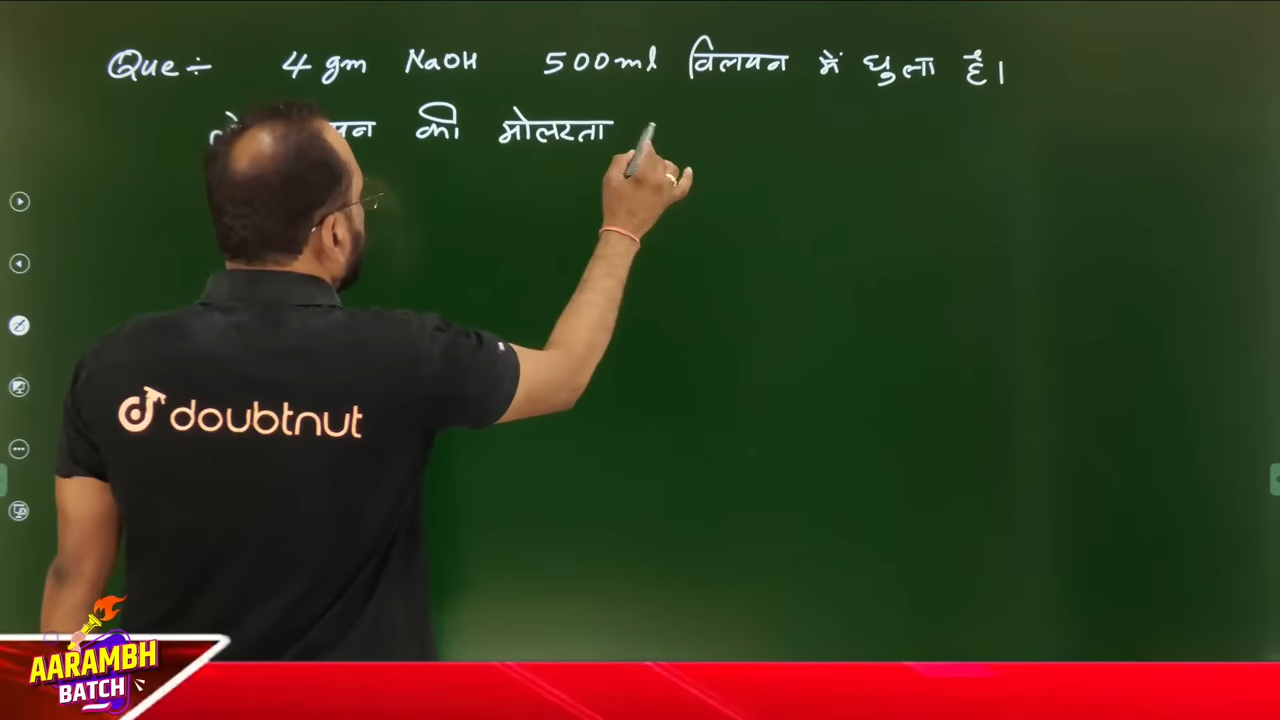 Que÷ 4 gm NaOH 500ml विलयन में घुला है।
की मोलरता
doubtnut
AARAMBH
BATCH